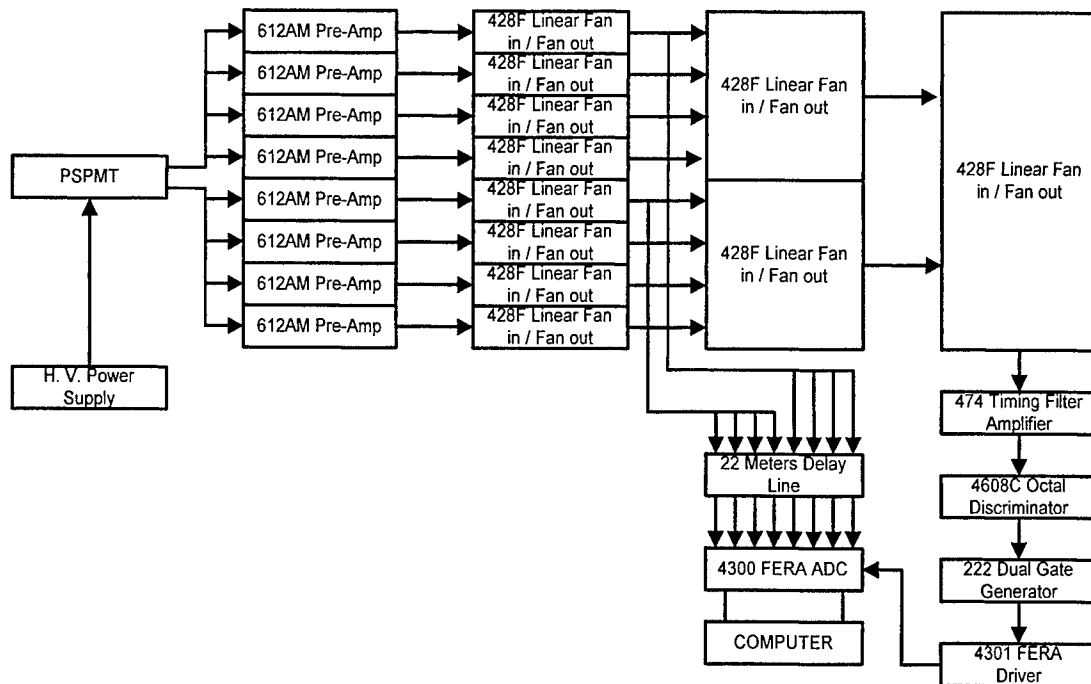 612AM Pre-Amp
612AM Pre-Amp
612AM Pre-Amp
612AM Pre-Amp
612AM Pre-Amp
612AM Pre-Amp
612AM Pre-Amp
612AM Pre-Amp
PSPMT
H. V. Power
Supply
428F Linear Fan
in / Fan out
428F Linear Fan
in / Fan out
428F Linear Fan
in / Fan out
428F Linear Fan
in / Fan out
428F Linear Fan
in / Fan out
428F Linear Fan
in / Fan out
428F Linear Fan
in / Fan out
428F Linear Fan
in / Fan out
428F Linear Fan
in / Fan out
428F Linear Fan
in / Fan out
428F Linear Fan
in / Fan out
22 Meters Delay
Line
4300 FERA ADC
COMPUTER
474 Timing Filter
Amplifier
4608C Octal
Discriminator
222 Dual Gate
Generator
4301 FERA
Driver